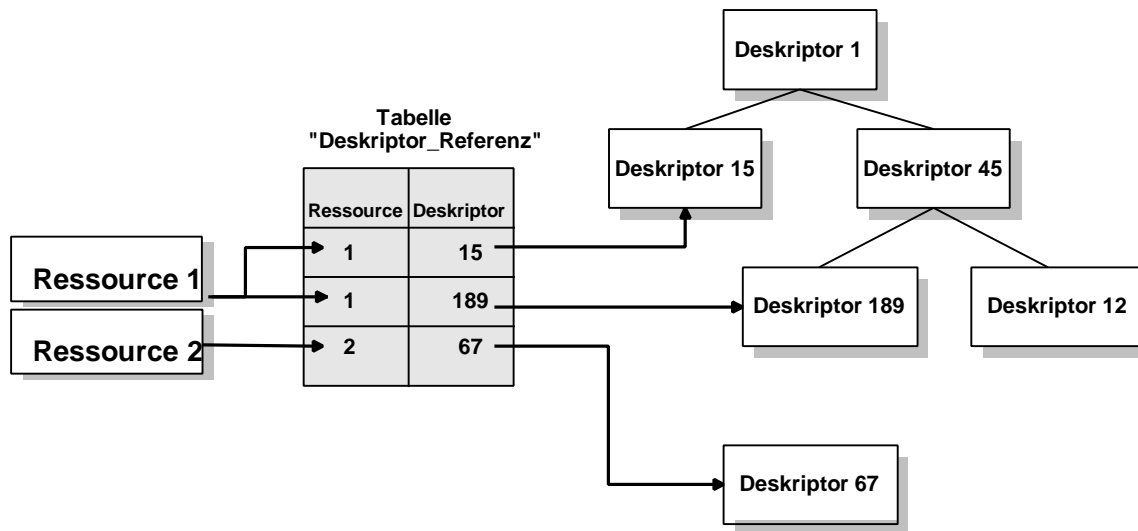 Deskriptor 1
Tabelle
"Deskriptor_Referenz"
Deskriptor 15
Deskriptor 45
Ressource Deskriptor
Ressource 1
1 15
1 189
Deskriptor 189
Deskriptor 12
Ressource 2
2 67
Deskriptor 67